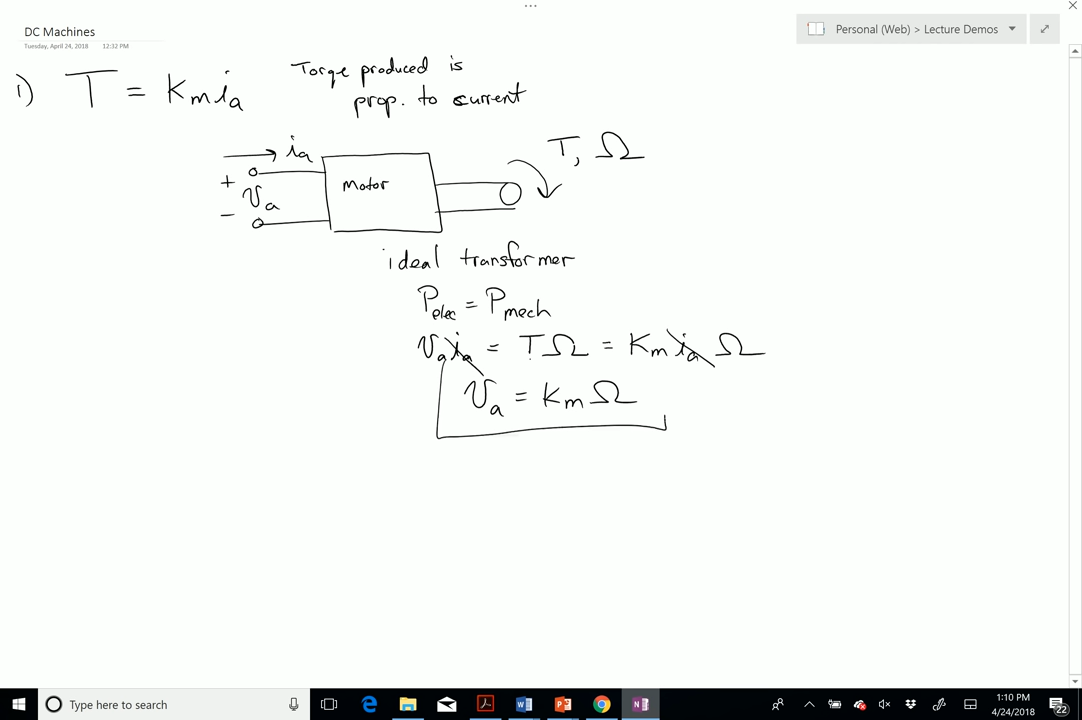 DC Machines
Tuesday, April 24, 2018 12:32 PM
Personal (Web) > Lecture Demos
1) T = Kmia
Torqe produced is
prop. to current
ia
+
Va
-
Motor
T, Ω
ideal transformer
Pelec = Pmech
Vaia = TΩ = Kmia Ω
Va = KmΩ
Type here to search
1:10 PM
4/24/2018
22